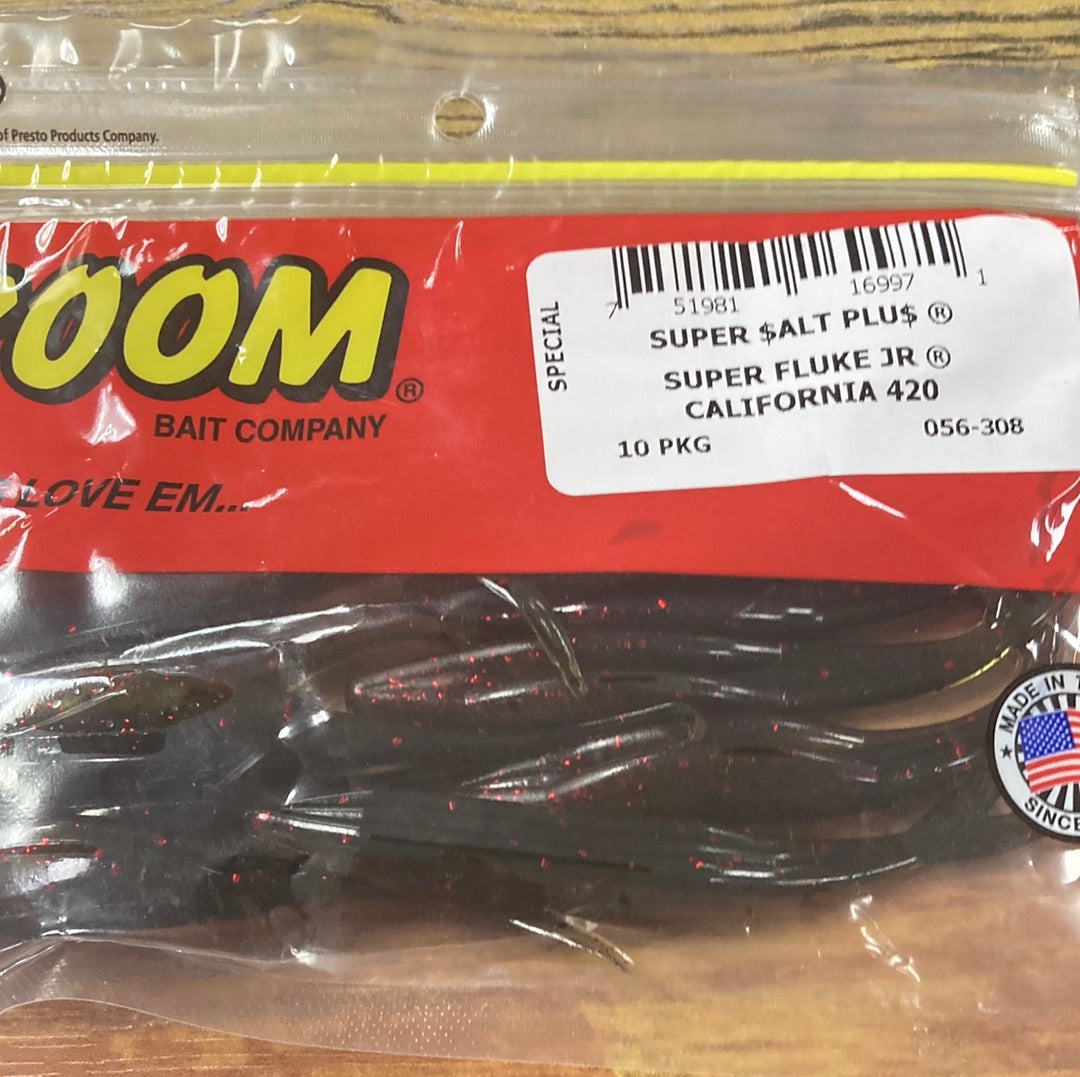 of Presto Products Company.
OOM ®
BAIT COMPANY
LOVE EM...
SPECIAL
7 51981 16997 1
SUPER $ALT PLU$ ®
SUPER FLUKE JR ®
CALIFORNIA 420
10 PKG
056-308
MADE IN
SINCE